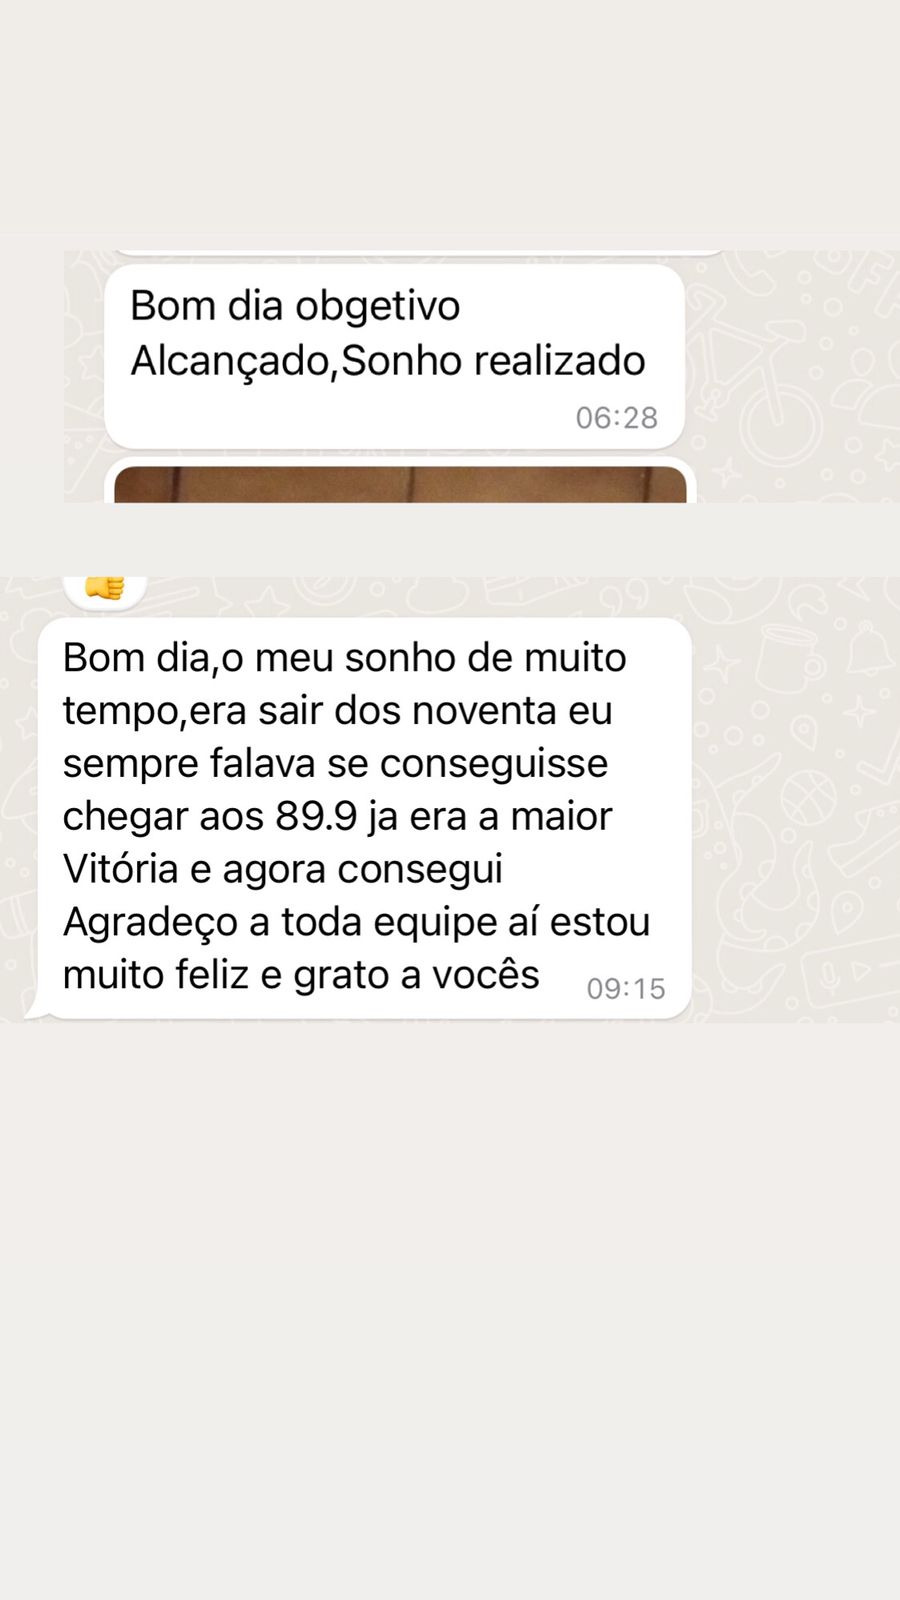 Bom dia obgetivo
Alcançado,Sonho realizado
06:28
Bom dia,o meu sonho de muito
tempo,era sair dos noventa eu
sempre falava se conseguisse
chegar aos 89.9 ja era a maior
Vitória e agora consegui
Agradeço a toda equipe aí estou
muito feliz e grato a vocês
09:15